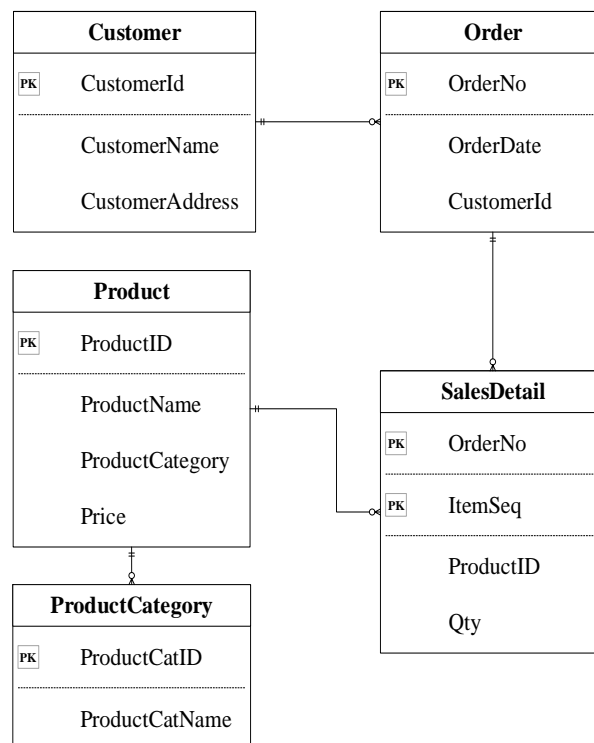 Customer
PK CustomerId
CustomerName
CustomerAddress
Order
PK OrderNo
OrderDate
CustomerId
Product
PK ProductID
ProductName
ProductCategory
Price
SalesDetail
PK OrderNo
PK ItemSeq
ProductID
Qty
ProductCategory
PK ProductCatID
ProductCatName